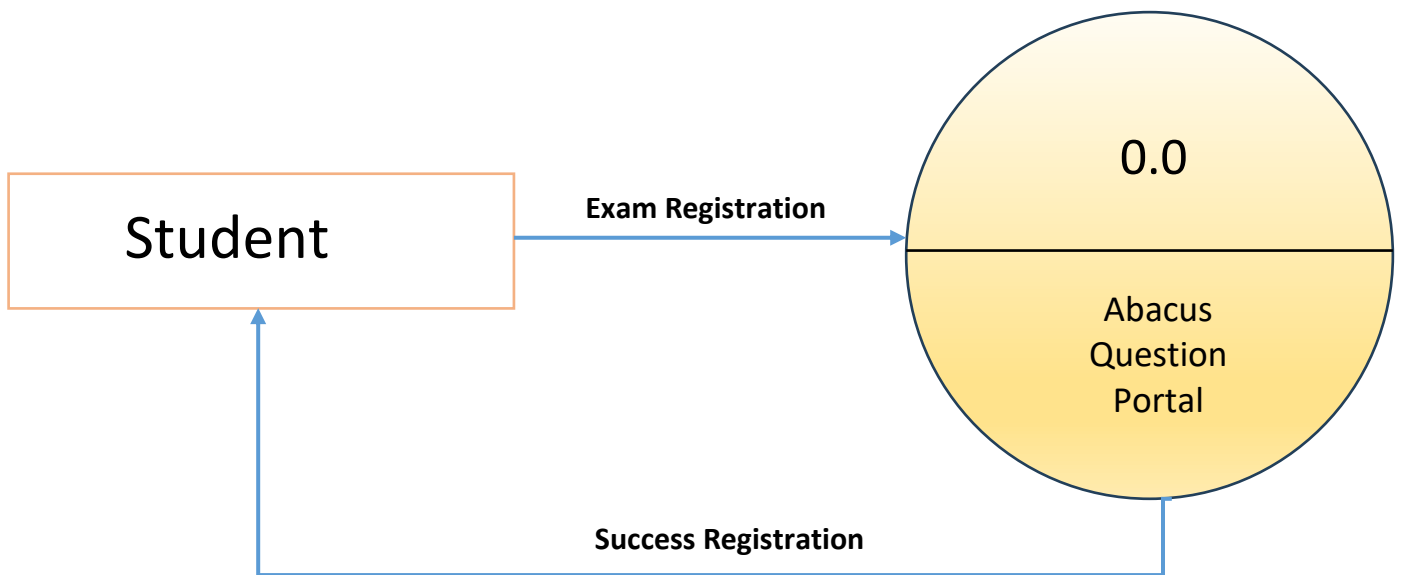 0.0
Student
Exam Registration
Abacus
Question
Portal
Success Registration